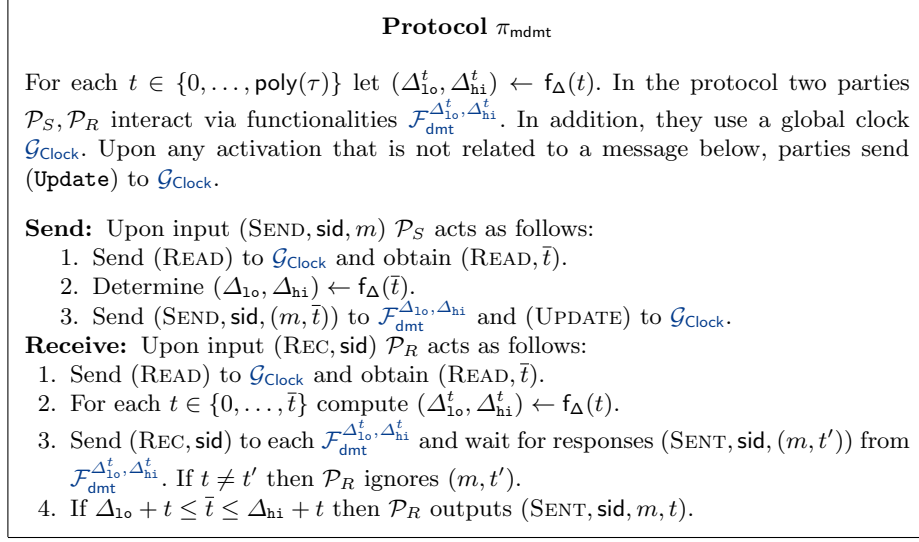 Protocol π_mdmt
For each t ∈ {0, . . . , poly(τ)} let (Δ^t_lo, Δ^t_hi) ← f_Δ(t). In the protocol two parties
P_S, P_R interact via functionalities F_dmt^{Δ^t_lo,Δ^t_hi}. In addition, they use a global clock
G_Clock. Upon any activation that is not related to a message below, parties send
(Update) to G_Clock.
Send: Upon input (SEND, sid, m) P_S acts as follows:
1. Send (READ) to G_Clock and obtain (READ, t̄).
2. Determine (Δ_lo, Δ_hi) ← f_Δ(t̄).
3. Send (SEND, sid, (m, t̄)) to F_dmt^{Δ_lo,Δ_hi} and (UPDATE) to G_Clock.
Receive: Upon input (REC, sid) P_R acts as follows:
1. Send (READ) to G_Clock and obtain (READ, t̄).
2. For each t ∈ {0, . . . , t̄} compute (Δ^t_lo, Δ^t_hi) ← f_Δ(t).
3. Send (REC, sid) to each F_dmt^{Δ^t_lo,Δ^t_hi} and wait for responses (SENT, sid, (m, t′)) from
F_dmt^{Δ^t_lo,Δ^t_hi}. If t ≠ t′ then P_R ignores (m, t′).
4. If Δ_lo + t ≤ t̄ ≤ Δ_hi + t then P_R outputs (SENT, sid, m, t).